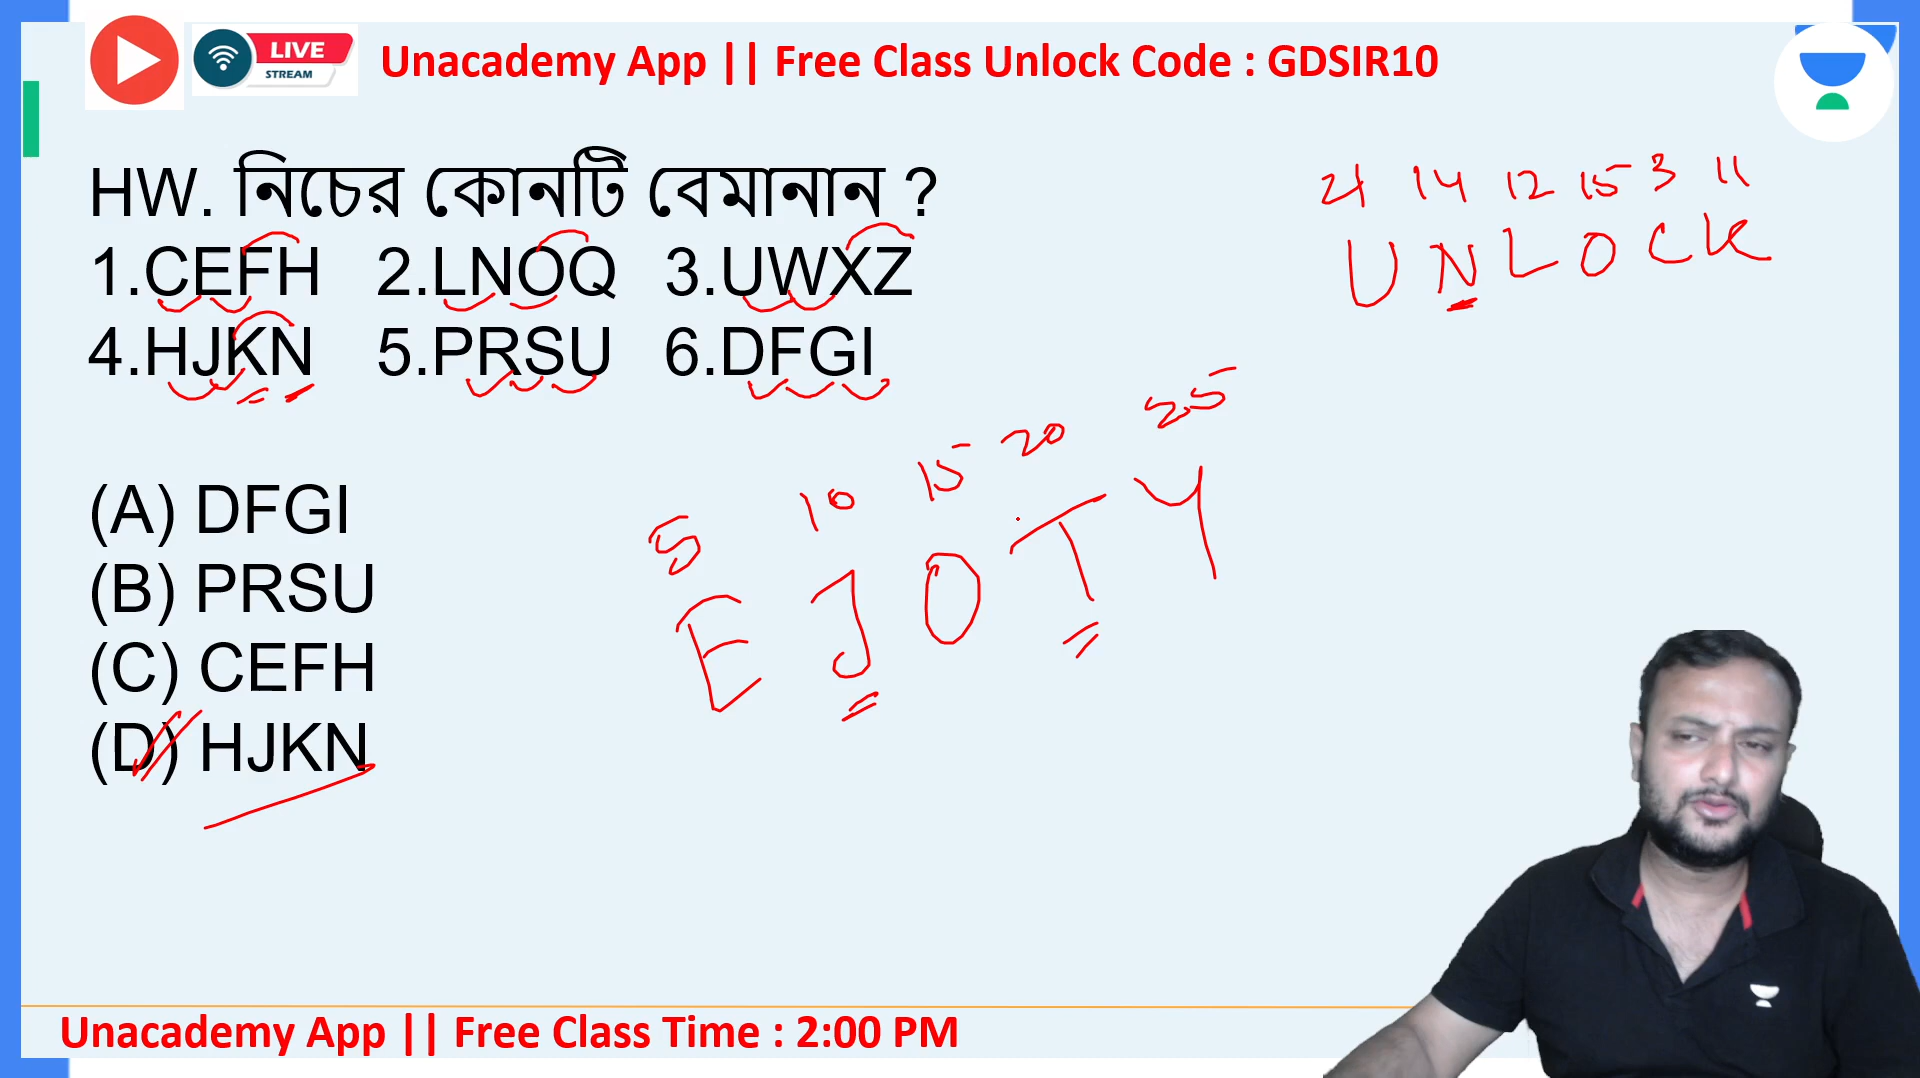 LIVE
STREAM
Unacademy App || Free Class Unlock Code : GDSIR10
HW. নিচের কোনটি বেমানান ?
1.CEFH 2.LNOQ 3.UWXZ
4.HJKN 5.PRSU 6.DFGI
(A) DFGI
(B) PRSU
(C) CEFH
(D) HJKN
21 14 12 15 3 11
U N L O C K
5 10 15 20 25
E J O T Y
Unacademy App || Free Class Time : 2:00 PM